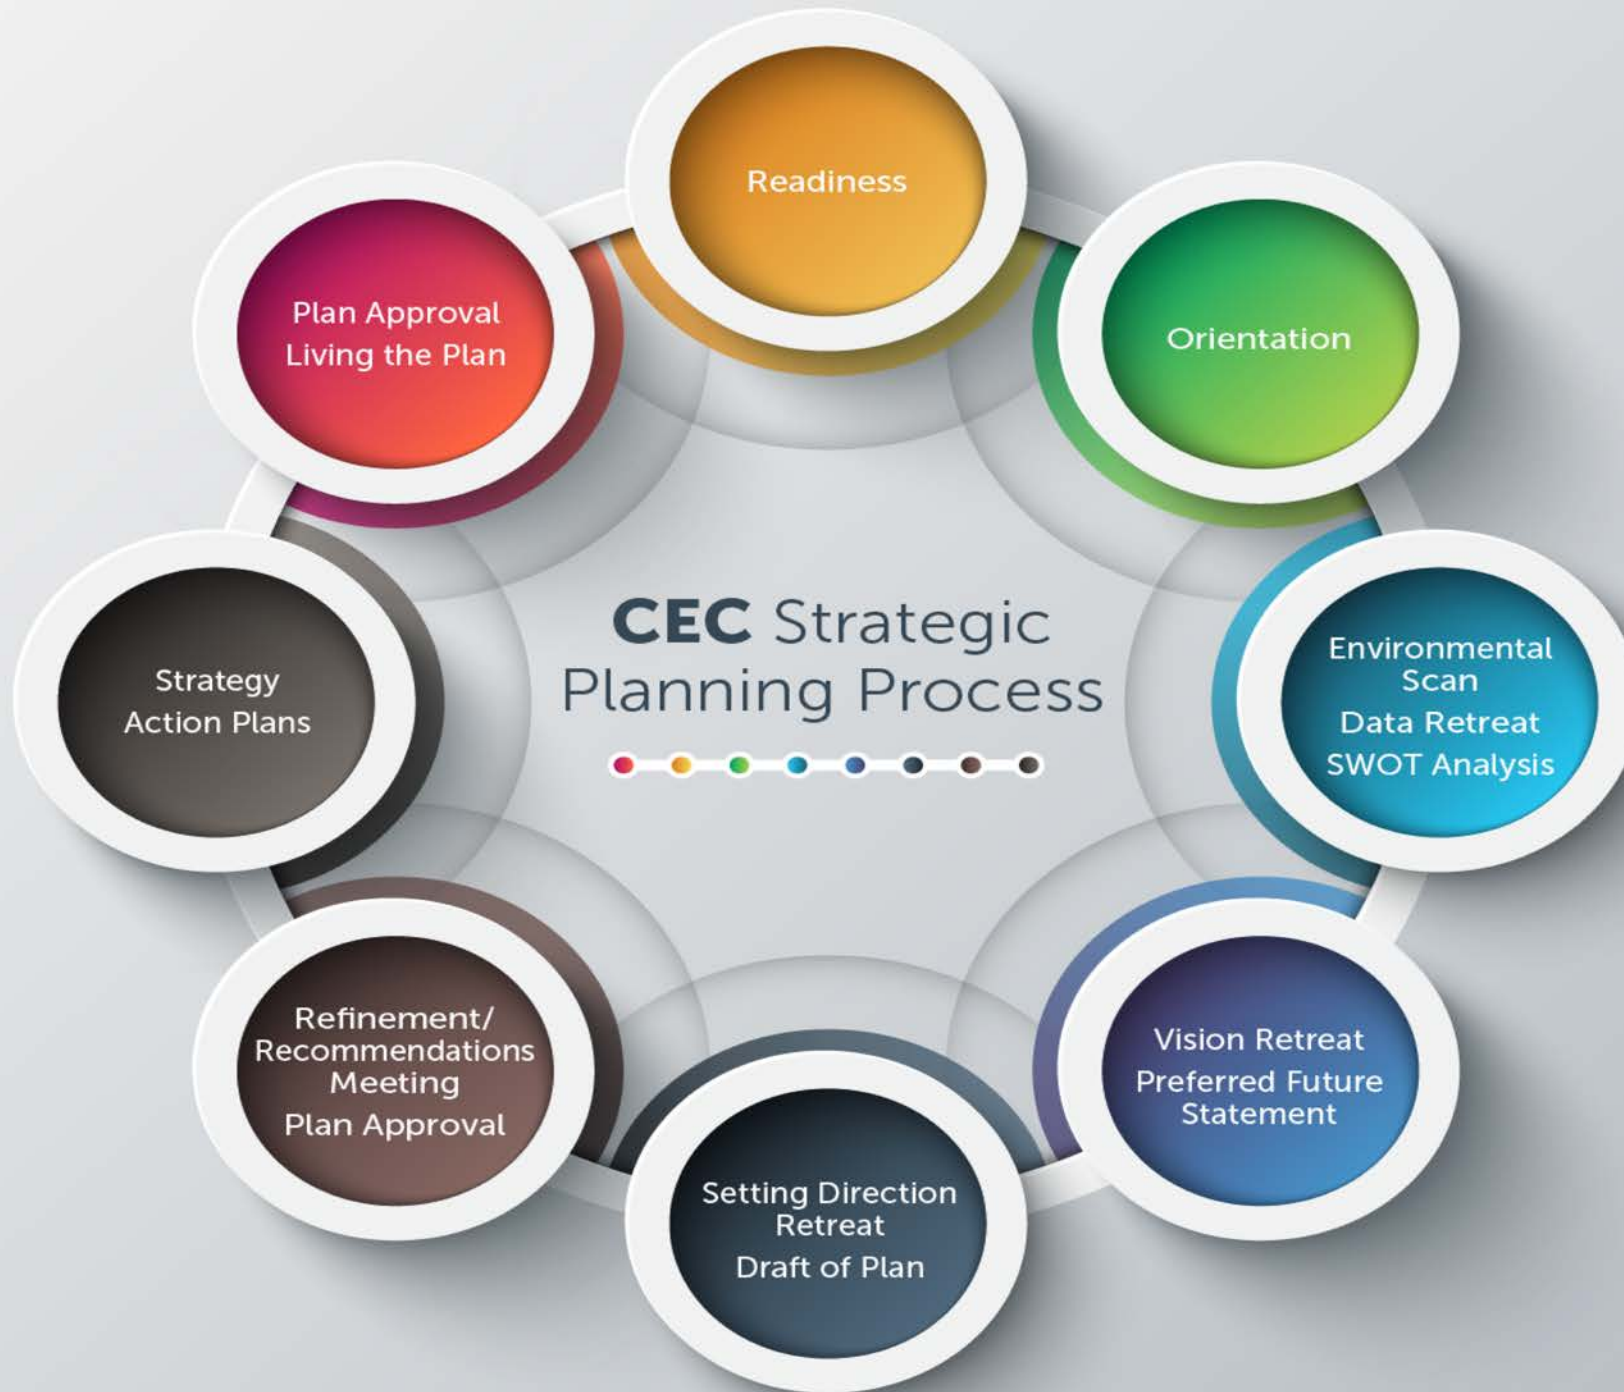 Readiness
Orientation
Environmental
Scan
Data Retreat
SWOT Analysis
Vision Retreat
Preferred Future
Statement
Setting Direction
Retreat
Draft of Plan
Refinement/
Recommendations
Meeting
Plan Approval
Strategy
Action Plans
Plan Approval
Living the Plan
CEC Strategic
Planning Process